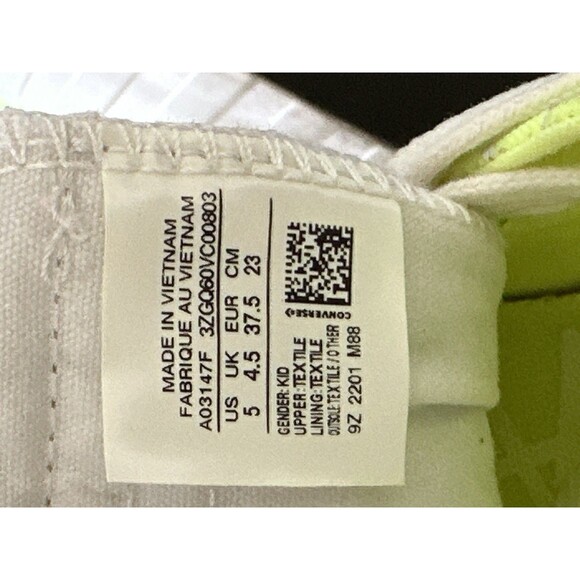 MADE IN VIETNAM
FABRIQUE AU VIETNAM
A03147F 3ZGQ60VC00803
US UK EUR CM
5 4.5 37.5 23
CONVERSE
GENDER: KID
UPPER: TEXTILE
LINING: TEXTILE
OUTSOLE: TEXTILE / OTHER
9Z 2201 M88